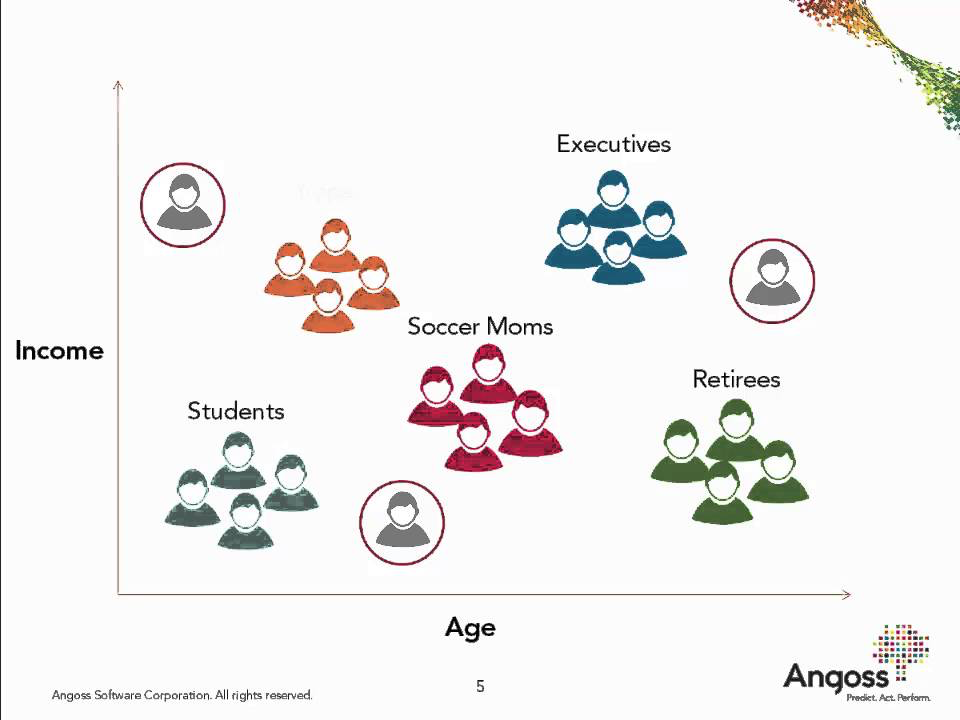 Executives
Soccer Moms
Income
Retirees
Students
Age
Angoss
Predict. Act. Perform.
5
Angoss Software Corporation. All rights reserved.